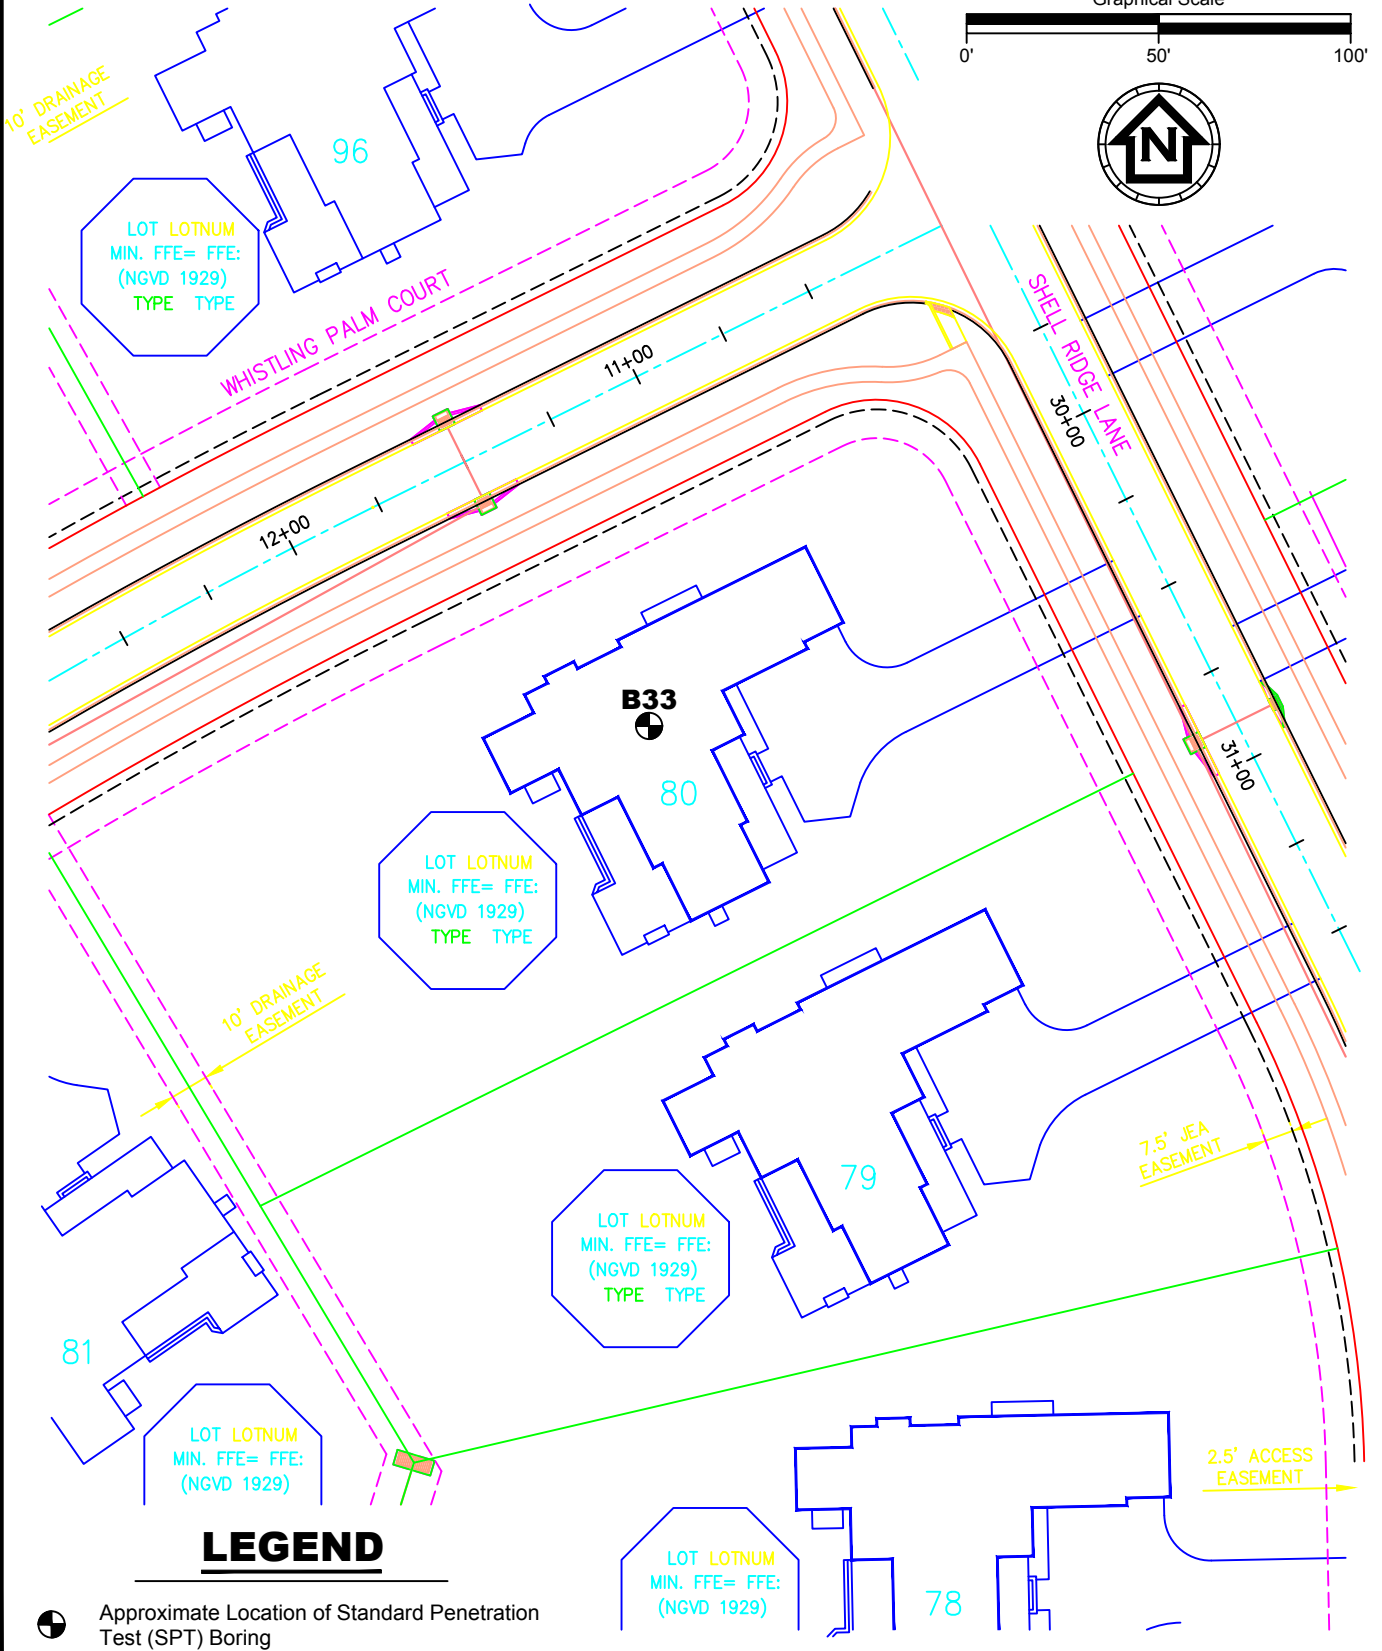 Graphical Scale
0' 50' 100'
N
10' DRAINAGE
EASEMENT
96
LOT LOTNUM
MIN. FFE= FFE:
(NGVD 1929)
TYPE TYPE
WHISTLING PALM COURT
SHELL RIDGE LANE
11+00
30+00
12+00
B33
31+00
80
LOT LOTNUM
MIN. FFE= FFE:
(NGVD 1929)
TYPE TYPE
10' DRAINAGE
EASEMENT
7.5' JEA
EASEMENT
79
LOT LOTNUM
MIN. FFE= FFE:
(NGVD 1929)
TYPE TYPE
81
LOT LOTNUM
MIN. FFE= FFE:
(NGVD 1929)
2.5' ACCESS
EASEMENT
LOT LOTNUM
MIN. FFE= FFE:
(NGVD 1929)
78
LEGEND
Approximate Location of Standard Penetration
Test (SPT) Boring